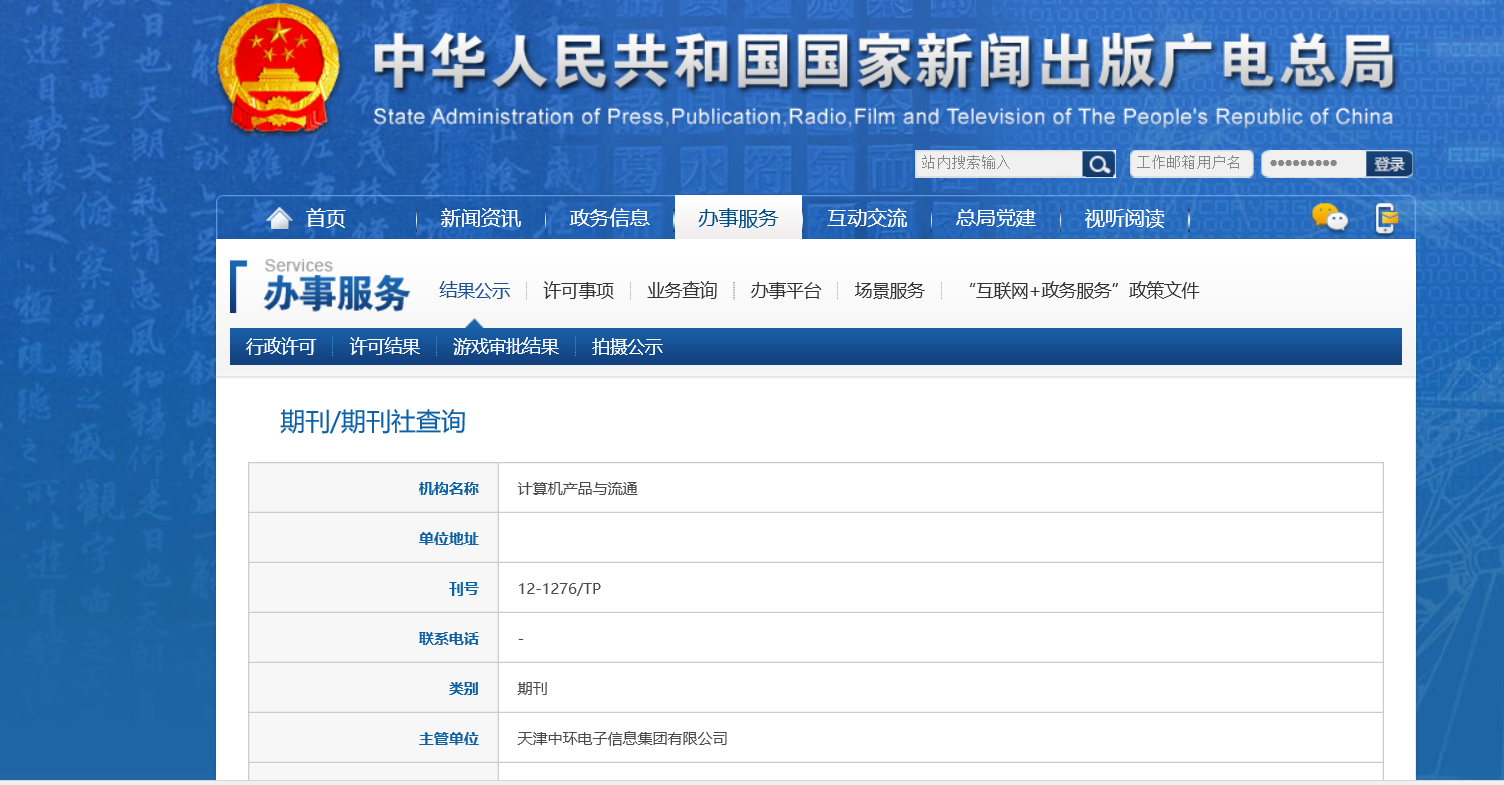 中华人民共和国国家新闻出版广电总局
State Administration of Press,Publication,Radio,Film and Television of The People's Republic of China
站内搜索输入 工作邮箱用户名 ••••••••• 登录
首页 新闻资讯 政务信息 办事服务 互动交流 总局党建 视听阅读
Services
办事服务 结果公示 许可事项 业务查询 办事平台 场景服务 “互联网+政务服务”政策文件
行政许可 许可结果 游戏审批结果 拍摄公示
期刊/期刊社查询
机构名称 计算机产品与流通
单位地址
刊号 12-1276/TP
联系电话 -
类别 期刊
主管单位 天津中环电子信息集团有限公司